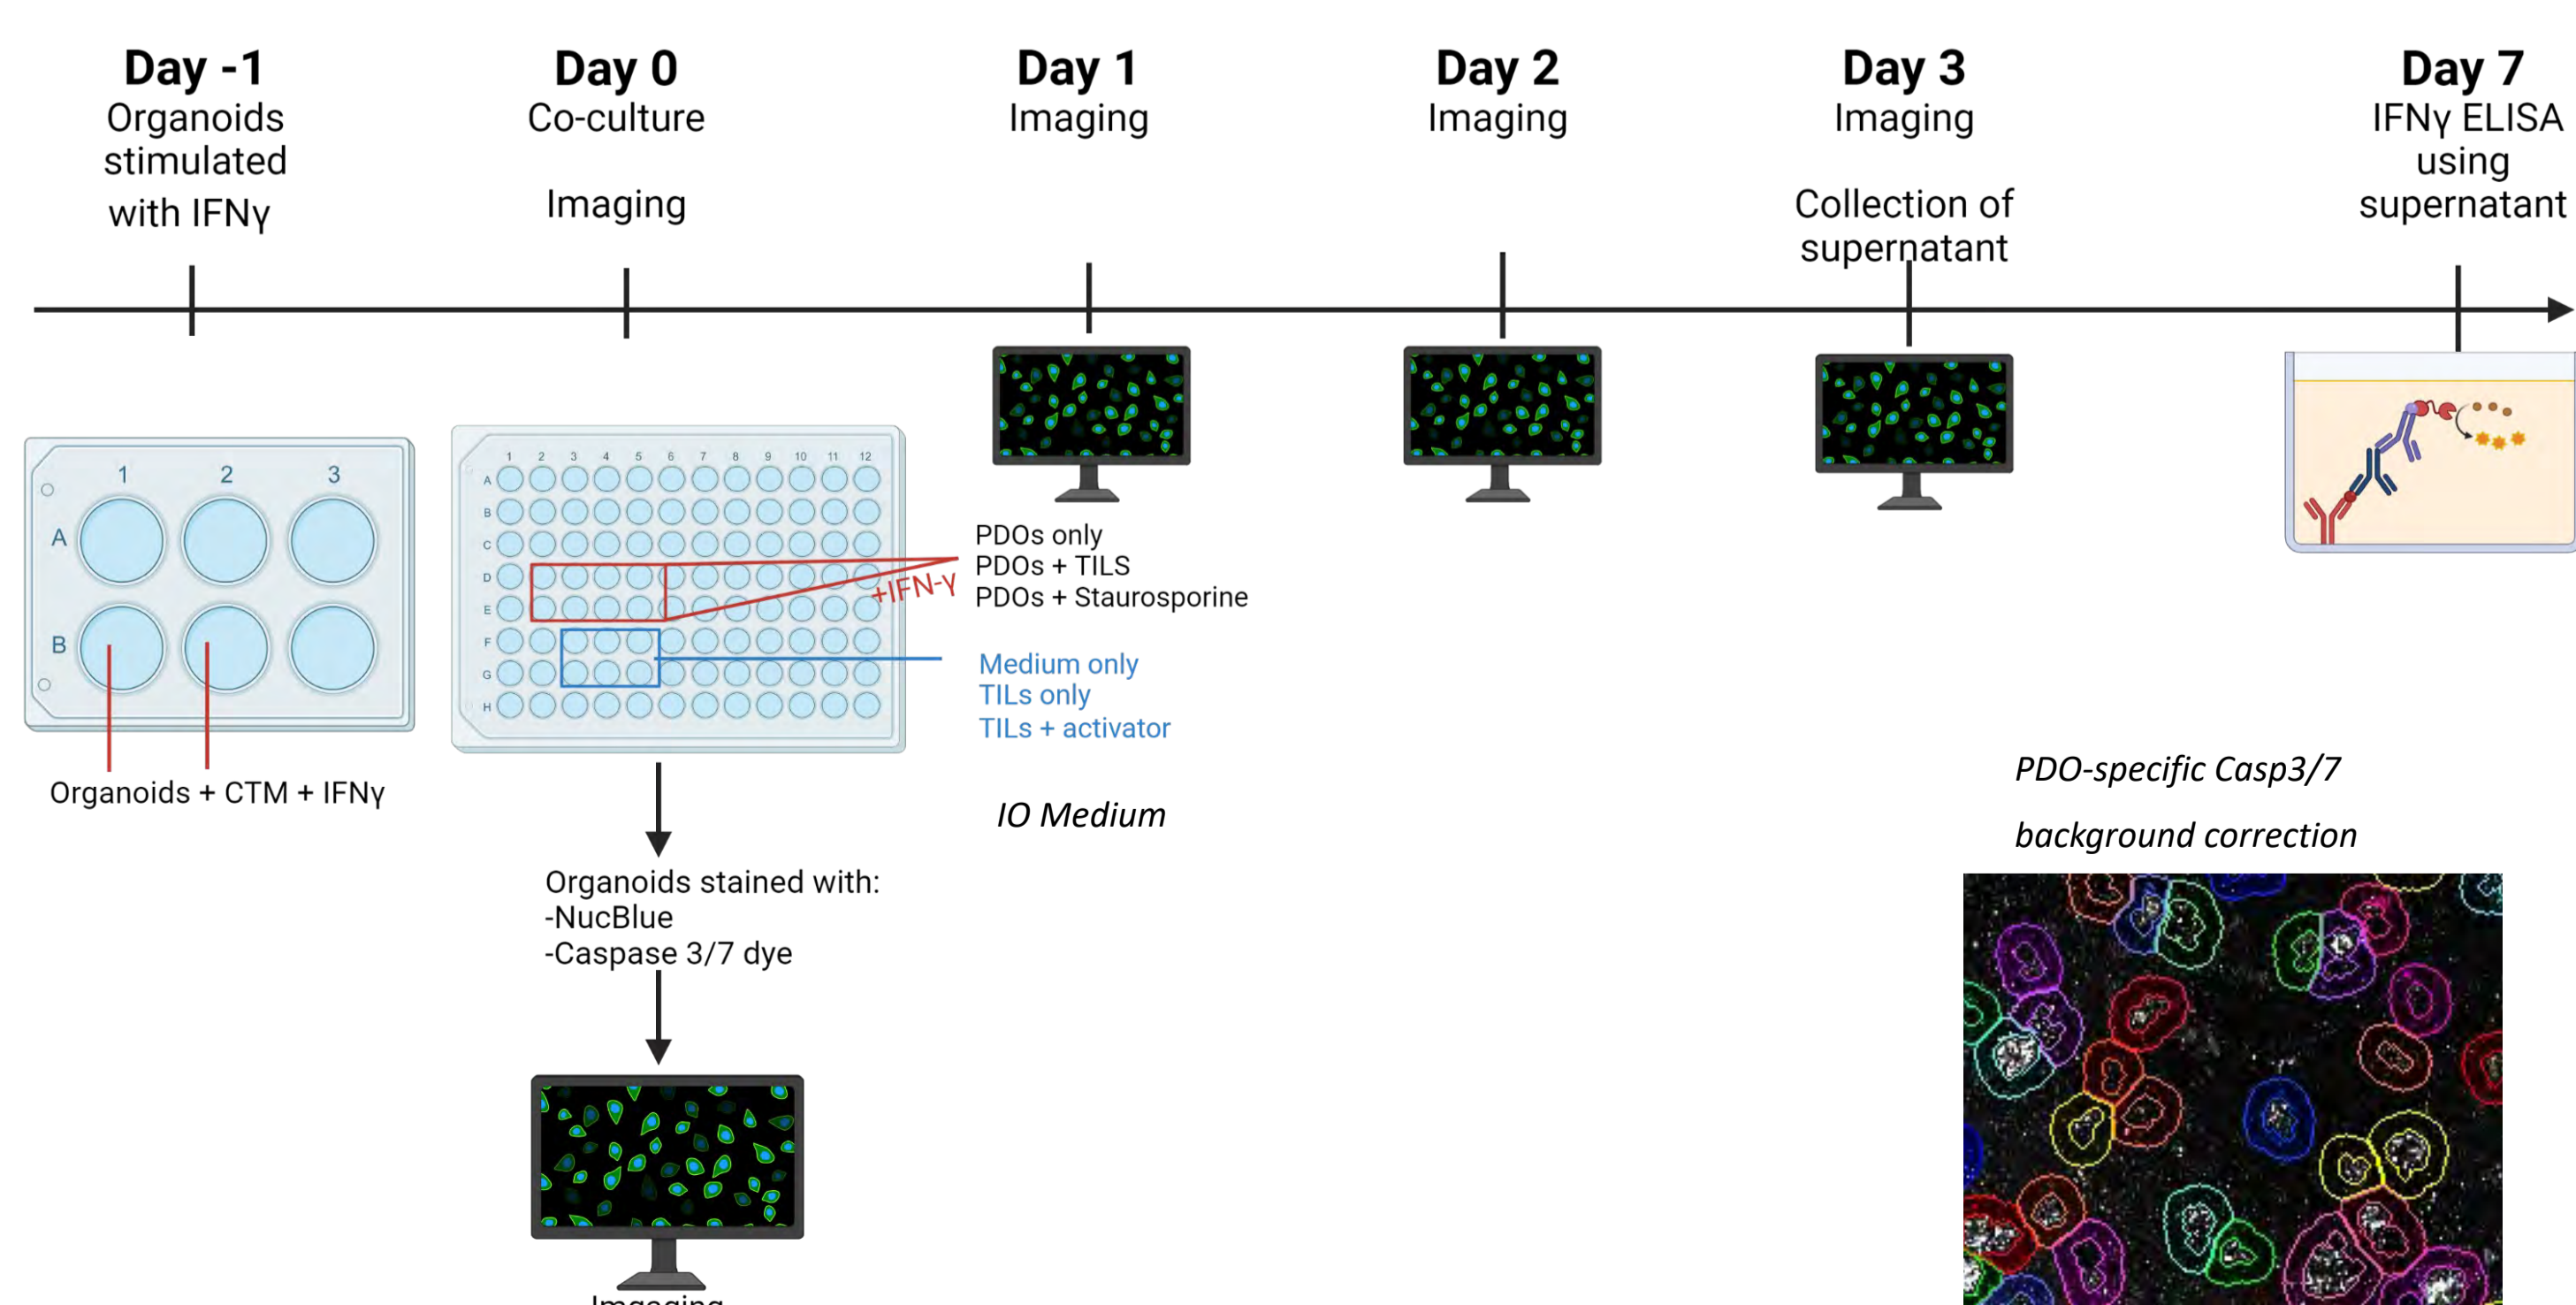 Day -1
Organoids
stimulated
with IFNγ
Day 0
Co-culture
Imaging
Day 1
Imaging
Day 2
Imaging
Day 3
Imaging
Collection of
supernatant
Day 7
IFNγ ELISA
using
supernatant
1 2 3
A
B
Organoids + CTM + IFNγ
1 2 3 4 5 6 7 8 9 10 11 12
A
B
C
D
E
F
G
H
+IFN-γ
PDOs only
PDOs + TILS
PDOs + Staurosporine
Medium only
TILs only
TILs + activator
IO Medium
Organoids stained with:
-NucBlue
-Caspase 3/7 dye
Imgaging
PDO-specific Casp3/7
background correction